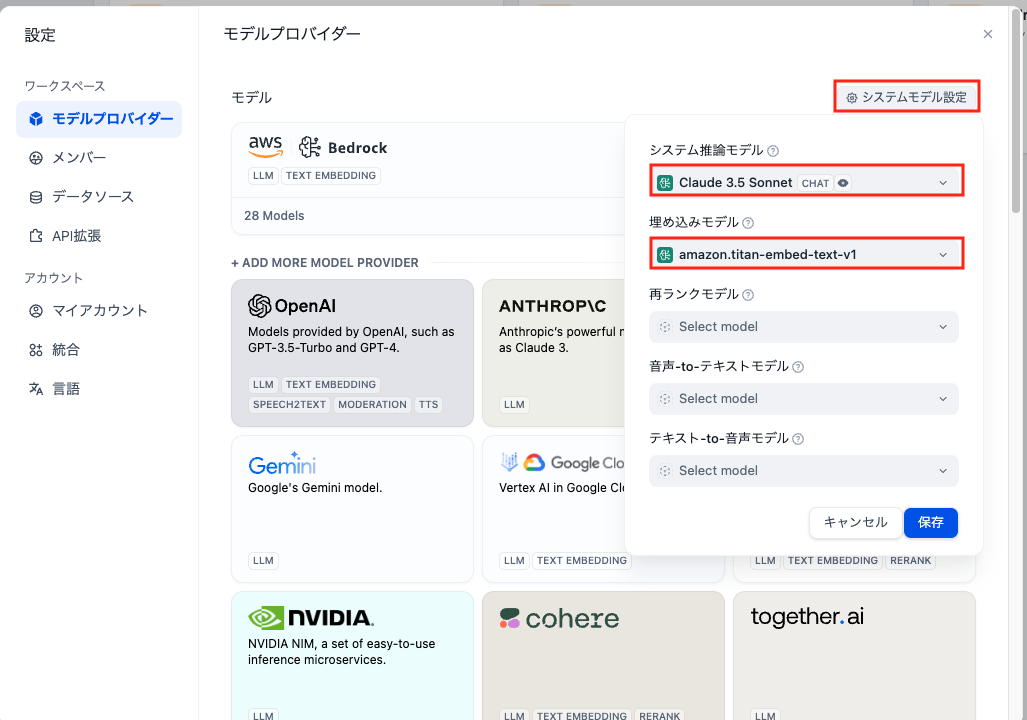 設定
ワークスペース
モデルプロバイダー
メンバー
データソース
API拡張
アカウント
マイアカウント
統合
言語
モデルプロバイダー
モデル
システムモデル設定
aws Bedrock
LLM TEXT EMBEDDING
28 Models
+ ADD MORE MODEL PROVIDER
OpenAI
Models provided by OpenAI, such as
GPT-3.5-Turbo and GPT-4.
LLM TEXT EMBEDDING
SPEECH2TEXT MODERATION TTS
ANTHROP\C
Anthropic's powerful
as Claude 3.
LLM
Gemini
Google's Gemini model.
LLM
Google Clo
Vertex AI in Google Clo
LLM TEXT EMBEDDING
LLM TEXT EMBEDDING RERANK
NVIDIA.
NVIDIA NIM, a set of easy-to-use
inference microservices.
LLM
cohere
LLM TEXT EMBEDDING RERANK
together.ai
LLM
システム推論モデル
Claude 3.5 Sonnet CHAT
埋め込みモデル
amazon.titan-embed-text-v1
再ランクモデル
Select model
音声-to-テキストモデル
Select model
テキスト-to-音声モデル
Select model
キャンセル 保存